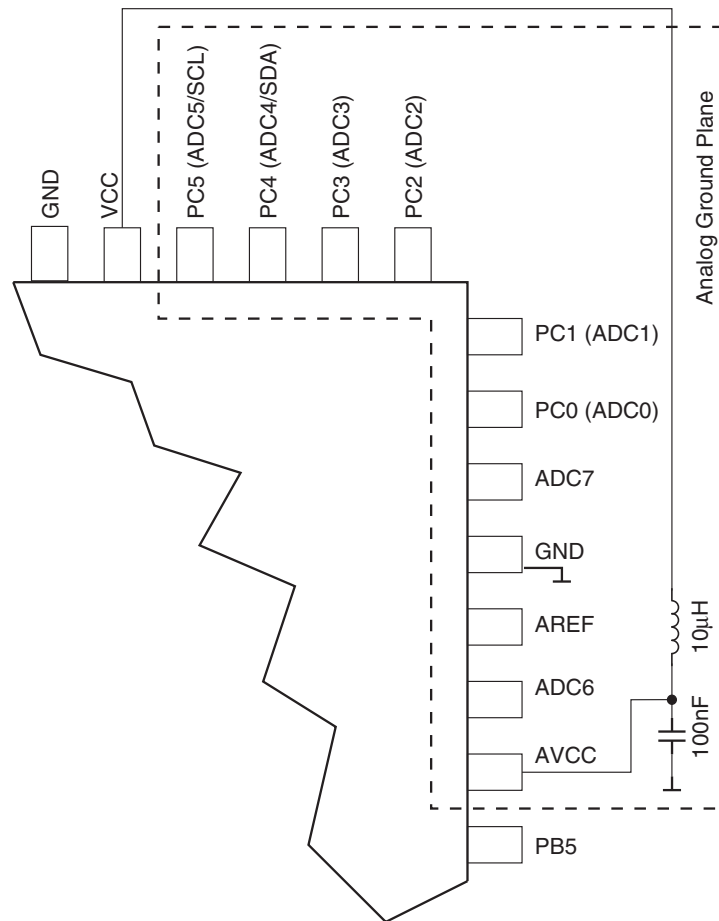 GND
VCC
PC5 (ADC5/SCL)
PC4 (ADC4/SDA)
PC3 (ADC3)
PC2 (ADC2)
Analog Ground Plane
PC1 (ADC1)
PC0 (ADC0)
ADC7
GND
AREF
ADC6
AVCC
PB5
10μH
100nF